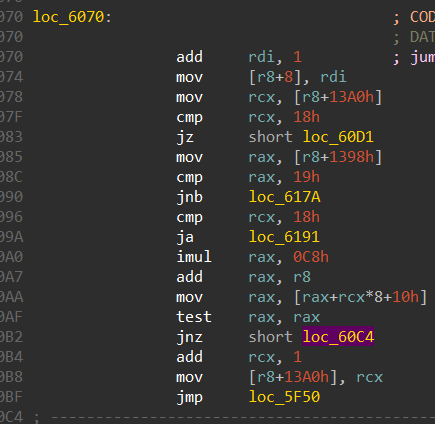 070 loc_6070: ; COD
070 ; DAT
070 add rdi, 1 ; jum
074 mov [r8+8], rdi
078 mov rcx, [r8+13A0h]
07F cmp rcx, 18h
083 jz short loc_60D1
085 mov rax, [r8+1398h]
08C cmp rax, 19h
090 jnb loc_617A
096 cmp rcx, 18h
09A ja loc_6191
0A0 imul rax, 0C8h
0A7 add rax, r8
0AA mov rax, [rax+rcx*8+10h]
0AF test rax, rax
0B2 jnz short loc_60C4
0B4 add rcx, 1
0B8 mov [r8+13A0h], rcx
0BF jmp loc_5F50
0C4 ; ---------------------------------------------